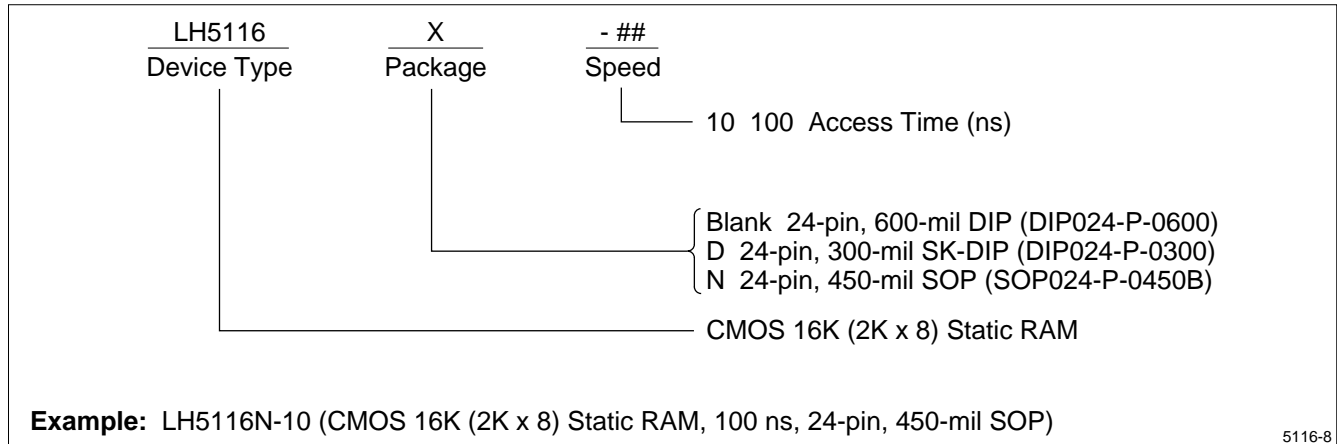 LH5116 X - ##
Device Type Package Speed
10 100 Access Time (ns)
Blank 24-pin, 600-mil DIP (DIP024-P-0600)
D 24-pin, 300-mil SK-DIP (DIP024-P-0300)
N 24-pin, 450-mil SOP (SOP024-P-0450B)
CMOS 16K (2K x 8) Static RAM
Example: LH5116N-10 (CMOS 16K (2K x 8) Static RAM, 100 ns, 24-pin, 450-mil SOP)
5116-8